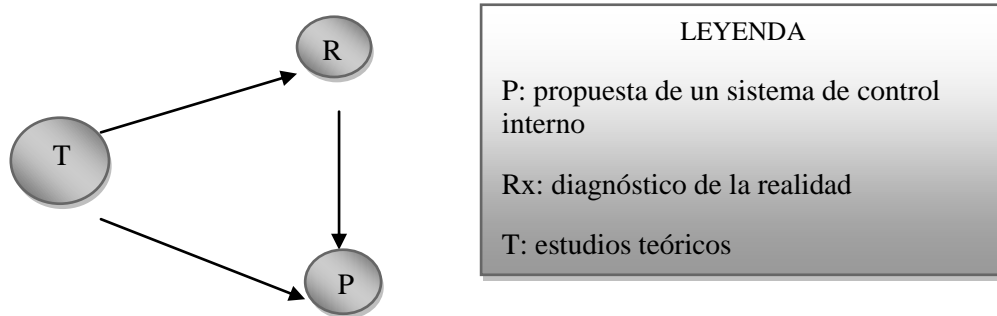 R
T
P
LEYENDA
P: propuesta de un sistema de control
interno
Rx: diagnóstico de la realidad
T: estudios teóricos